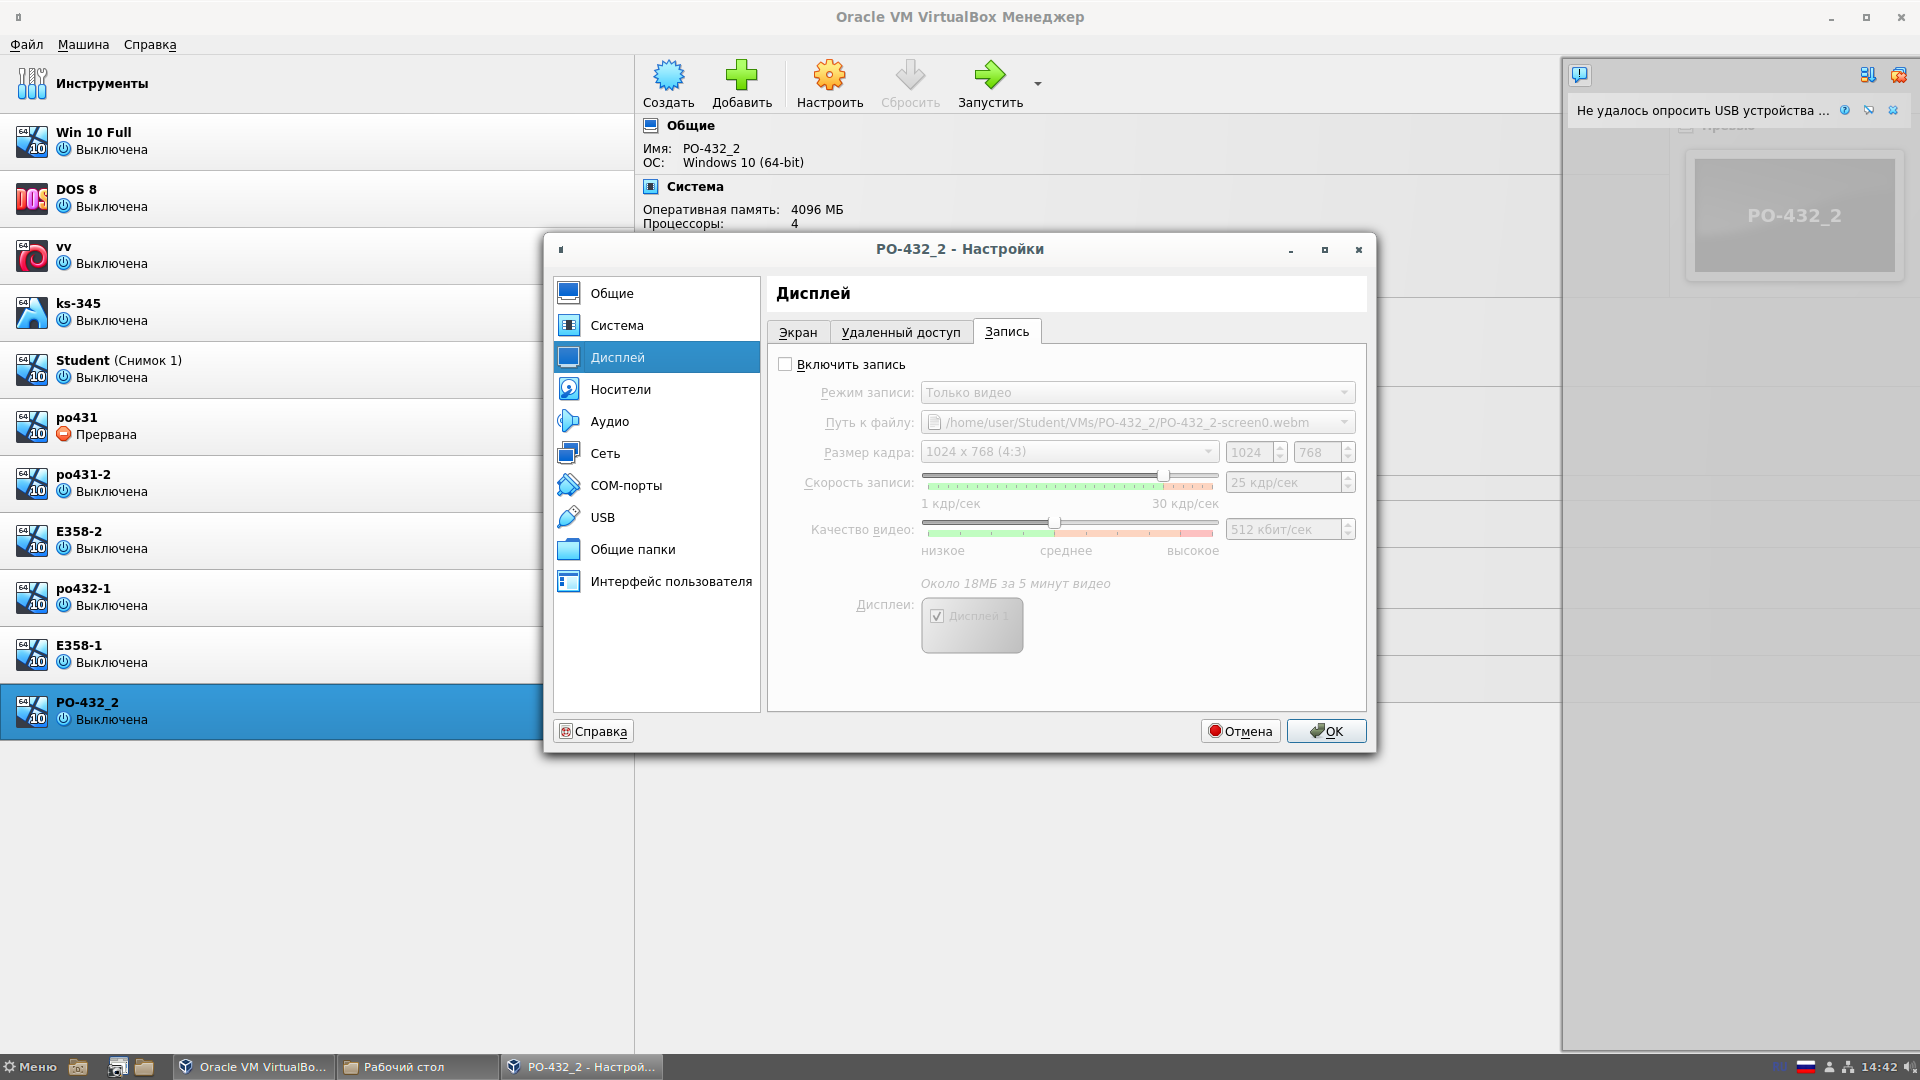 Oracle VM VirtualBox Менеджер
Файл Машина Справка
Инструменты
Создать Добавить Настроить Сбросить Запустить
Win 10 Full
Выключена
DOS 8
Выключена
vv
Выключена
ks-345
Выключена
Student (Снимок 1)
Выключена
po431
Прервана
po431-2
Выключена
E358-2
Выключена
po432-1
Выключена
E358-1
Выключена
PO-432_2
Выключена
Общие
Имя: PO-432_2
ОС: Windows 10 (64-bit)
Система
Оперативная память: 4096 МБ
Процессоры: 4
Не удалось опросить USB устройства ...
Превью
PO-432_2
PO-432_2 - Настройки
Общие
Система
Дисплей
Носители
Аудио
Сеть
COM-порты
USB
Общие папки
Интерфейс пользователя
Дисплей
Экран Удаленный доступ Запись
Включить запись
Режим записи: Только видео
Путь к файлу: /home/user/Student/VMs/PO-432_2/PO-432_2-screen0.webm
Размер кадра: 1024 x 768 (4:3) 1024 768
Скорость записи: 25 кдр/сек
1 кдр/сек 30 кдр/сек
Качество видео: 512 кбит/сек
низкое среднее высокое
Около 18МБ за 5 минут видео
Дисплеи: Дисплей 1
Справка Отмена OK
Меню Oracle VM VirtualBo... Рабочий стол PO-432_2 - Настрой... 14:42